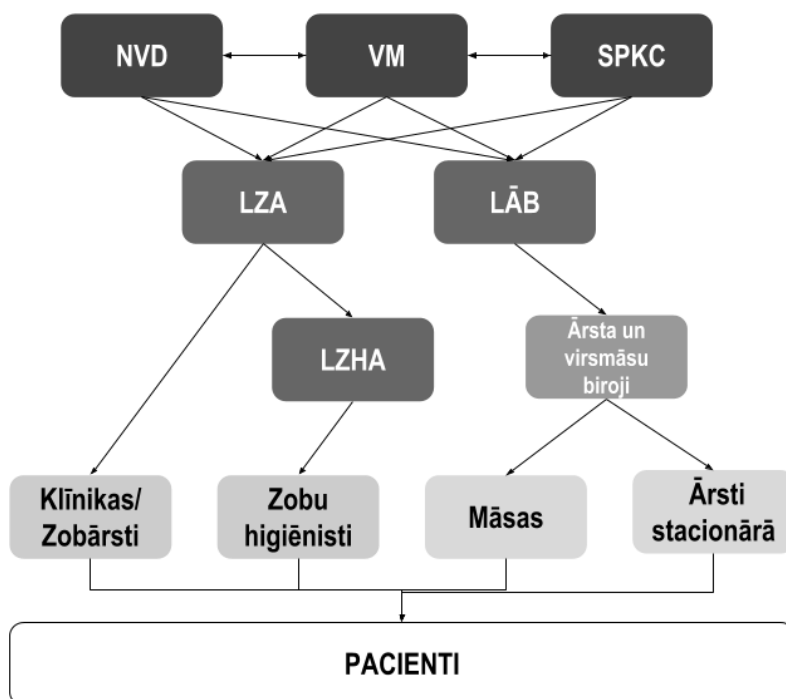 NVD
VM
SPKC
LZA
LĀB
LZHA
Ārsta un
virsmāsu
biroji
Klīnikas/
Zobārsti
Zobu
higiēnisti
Māsas
Ārsti
stacionārā
PACIENTI